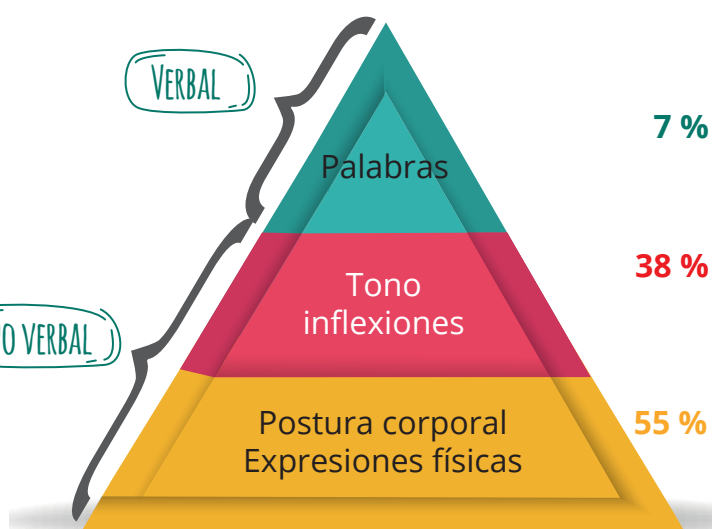 VERBAL
7 %
Palabras
38 %
Tono
inflexiones
VERBAL
Postura corporal
55 %
Expresiones físicas